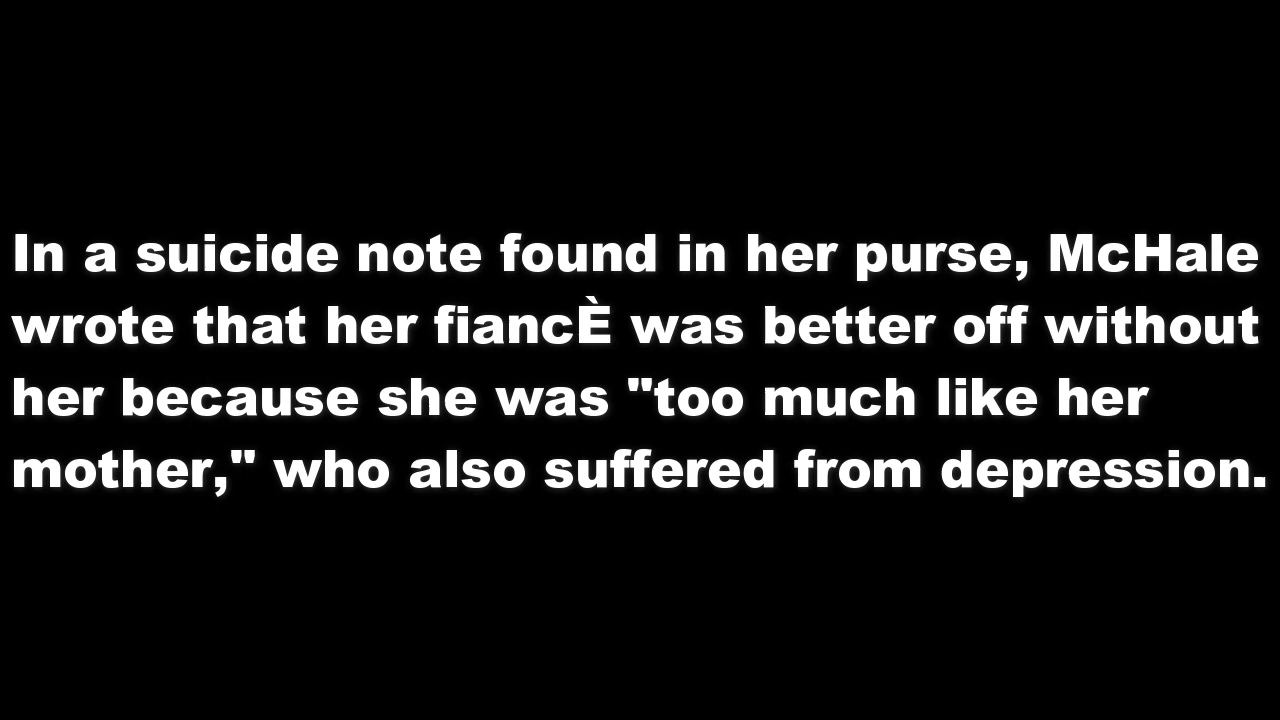 In a suicide note found in her purse, McHale
wrote that her fiancÈ was better off without
her because she was "too much like her
mother," who also suffered from depression.